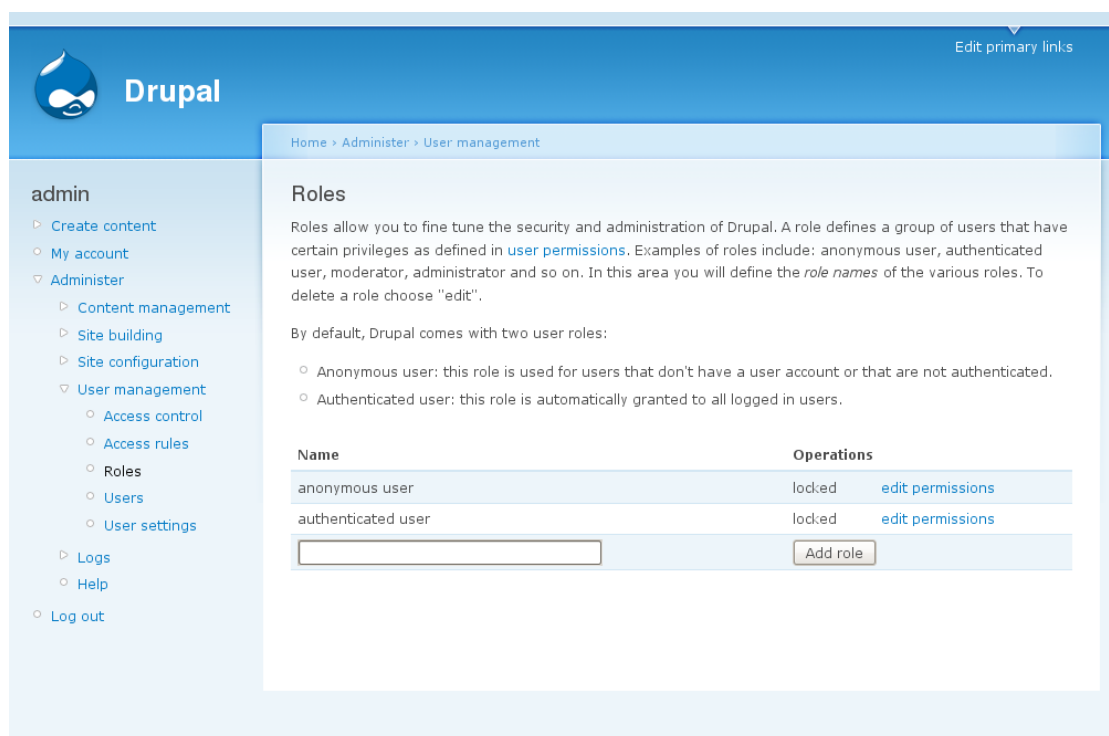 Edit primary links
Drupal
Home › Administer › User management
admin
Create content
My account
Administer
Content management
Site building
Site configuration
User management
Access control
Access rules
Roles
Users
User settings
Logs
Help
Log out
Roles
Roles allow you to fine tune the security and administration of Drupal. A role defines a group of users that have
certain privileges as defined in user permissions. Examples of roles include: anonymous user, authenticated
user, moderator, administrator and so on. In this area you will define the role names of the various roles. To
delete a role choose "edit".
By default, Drupal comes with two user roles:
Anonymous user: this role is used for users that don't have a user account or that are not authenticated.
Authenticated user: this role is automatically granted to all logged in users.
Name Operations
anonymous user locked edit permissions
authenticated user locked edit permissions
Add role